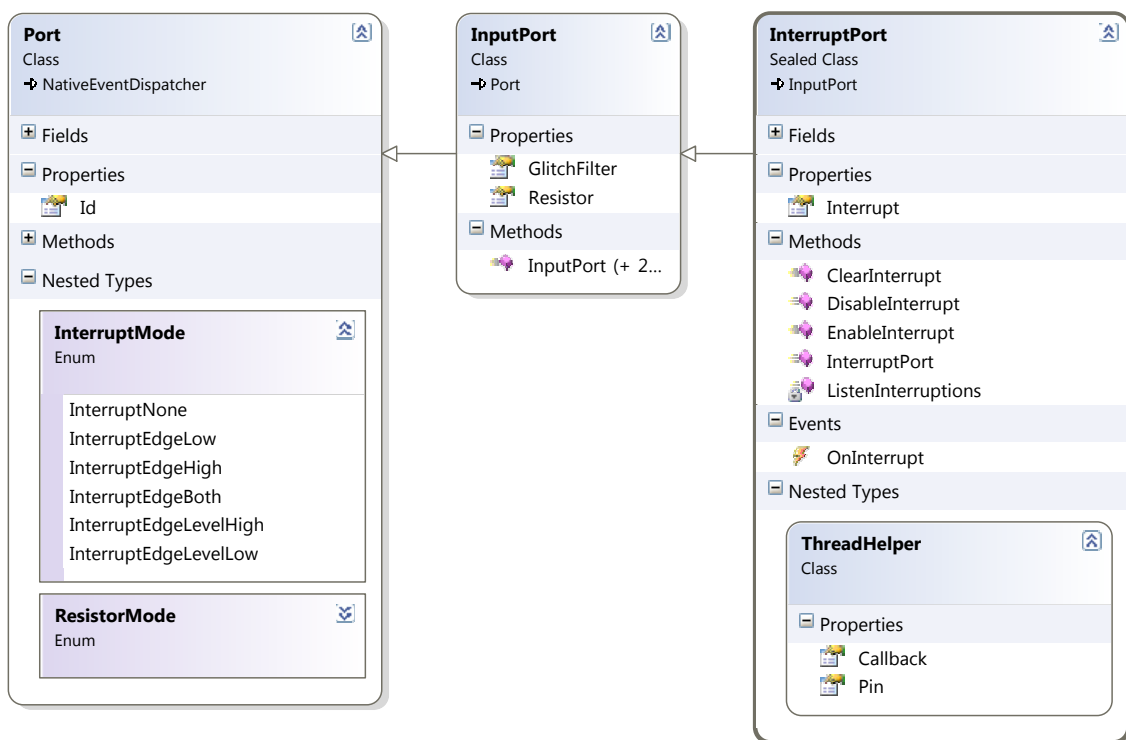 Port
Class
NativeEventDispatcher
Fields
Properties
Id
Methods
Nested Types
InterruptMode
Enum
InterruptNone
InterruptEdgeLow
InterruptEdgeHigh
InterruptEdgeBoth
InterruptEdgeLevelHigh
InterruptEdgeLevelLow
ResistorMode
Enum
InputPort
Class
Port
Properties
GlitchFilter
Resistor
Methods
InputPort (+ 2...
InterruptPort
Sealed Class
InputPort
Fields
Properties
Interrupt
Methods
ClearInterrupt
DisableInterrupt
EnableInterrupt
InterruptPort
ListenInterruptions
Events
OnInterrupt
Nested Types
ThreadHelper
Class
Properties
Callback
Pin